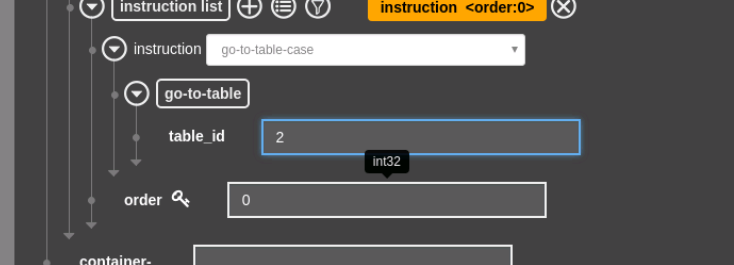 instruction list instruction <order:0>
instruction go-to-table-case
go-to-table
table_id 2
int32
order 0
container-